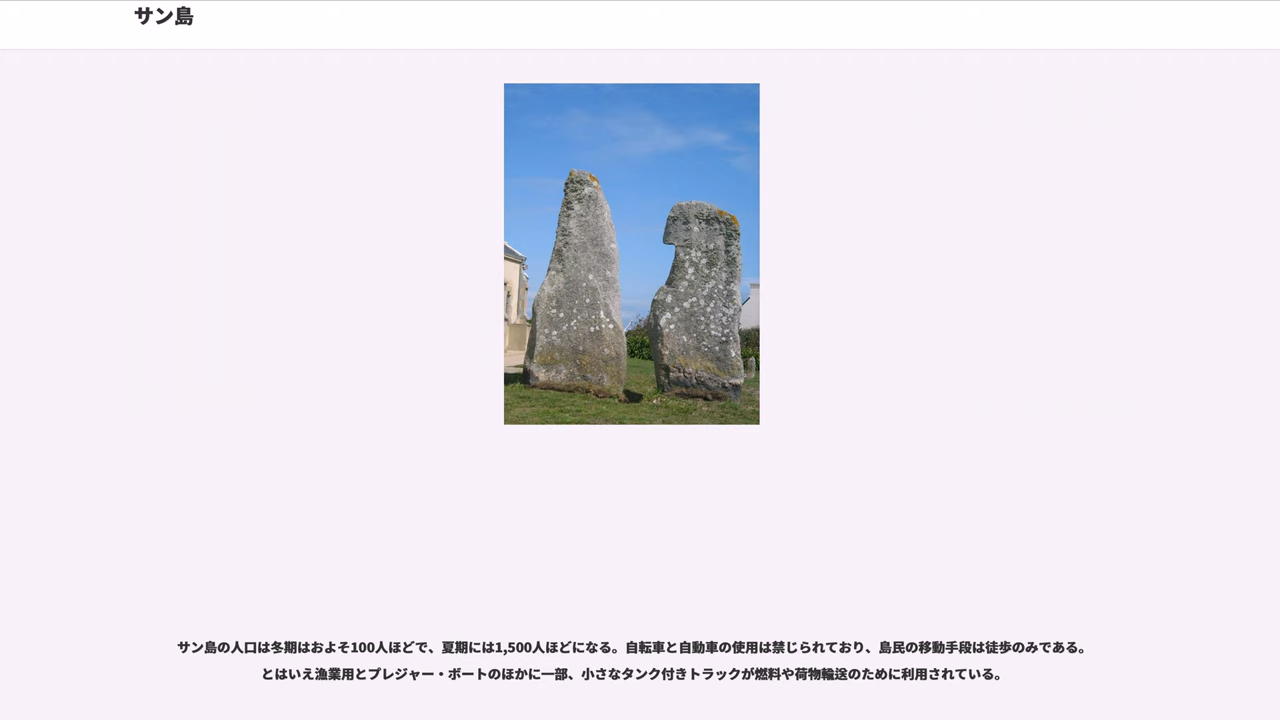 サン島
サン島の人口は冬期はおよそ100人ほどで、夏期には1,500人ほどになる。自転車と自動車の使用は禁じられており、島民の移動手段は徒歩のみである。
とはいえ漁業用とプレジャー・ボートのほかに一部、小さなタンク付きトラックが燃料や荷物輸送のために利用されている。